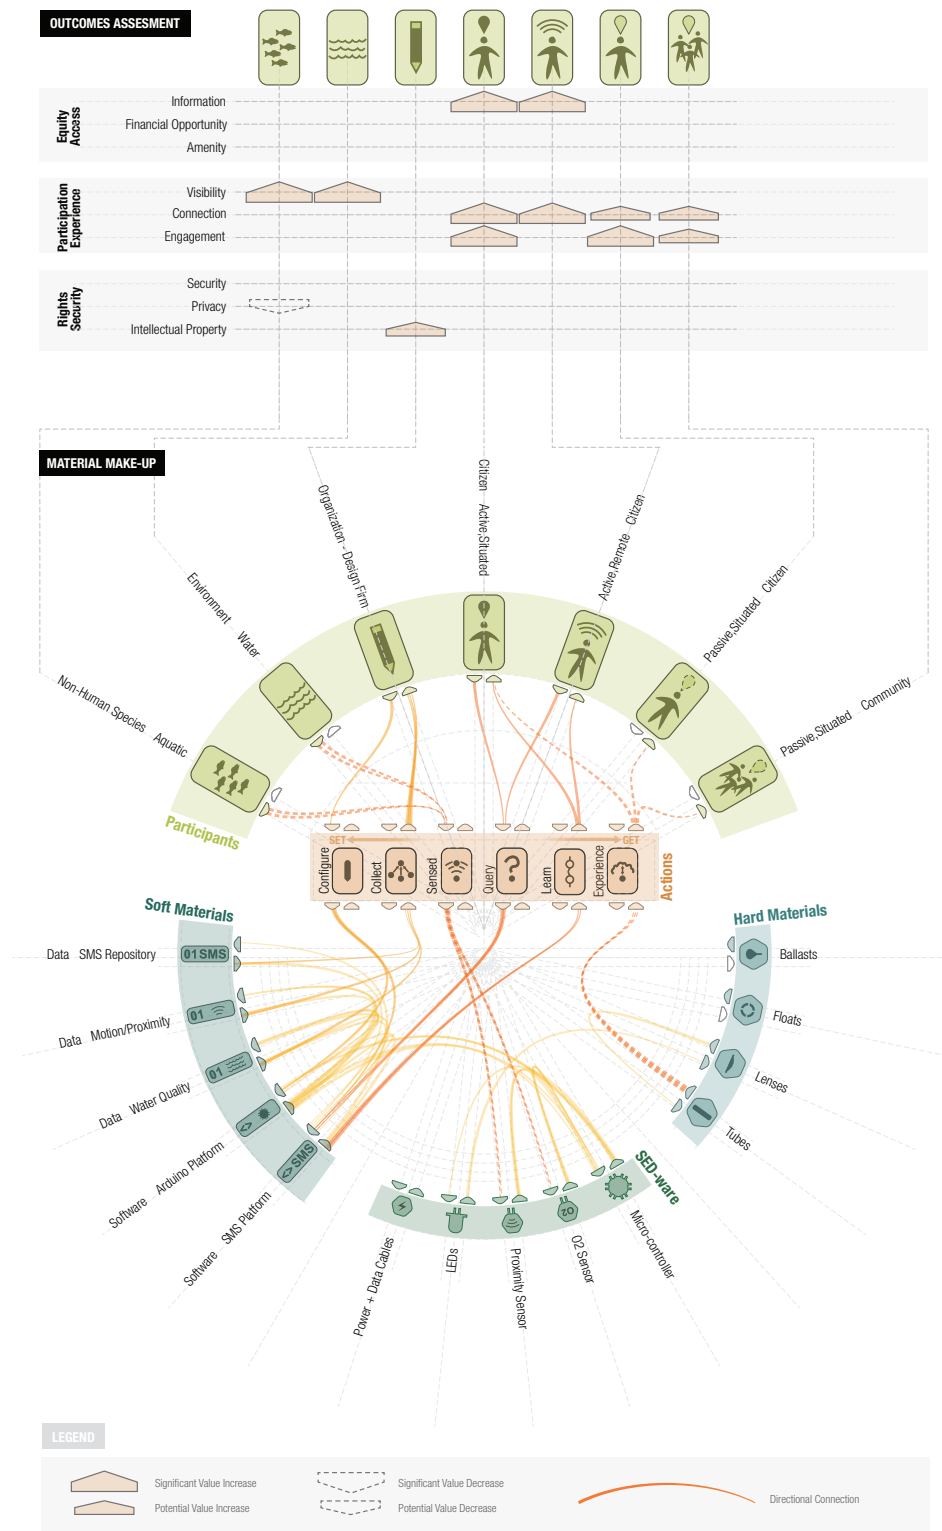 OUTCOMES ASSESMENT
Equity
Access
Information
Financial Opportunity
Amenity
Participation
Experience
Visibility
Connection
Engagement
Rights
Security
Security
Privacy
Intellectual Property
MATERIAL MAKE-UP
Non-Human Species Aquatic
Environment Water
Organization - Design Firm
Citizen Active,Situated
Active,Remote Citizen
Passive,Situated Citizen
Passive,Situated Community
Participants
SET
GET
Configure
Collect
Sensed
Query
Learn
Experience
Actions
Soft Materials
Hard Materials
Data SMS Repository
01 SMS
Data Motion/Proximity
01
Data Water Quality
01
Software Arduino Platform
<>
Software SMS Platform
<> SMS
Ballasts
Floats
Lenses
Tubes
SED-ware
Power + Data Cables
LEDs
Proximity Sensor
O2 Sensor
O2
Micro-controller
LEGEND
Significant Value Increase
Potential Value Increase
Significant Value Decrease
Potential Value Decrease
Directional Connection